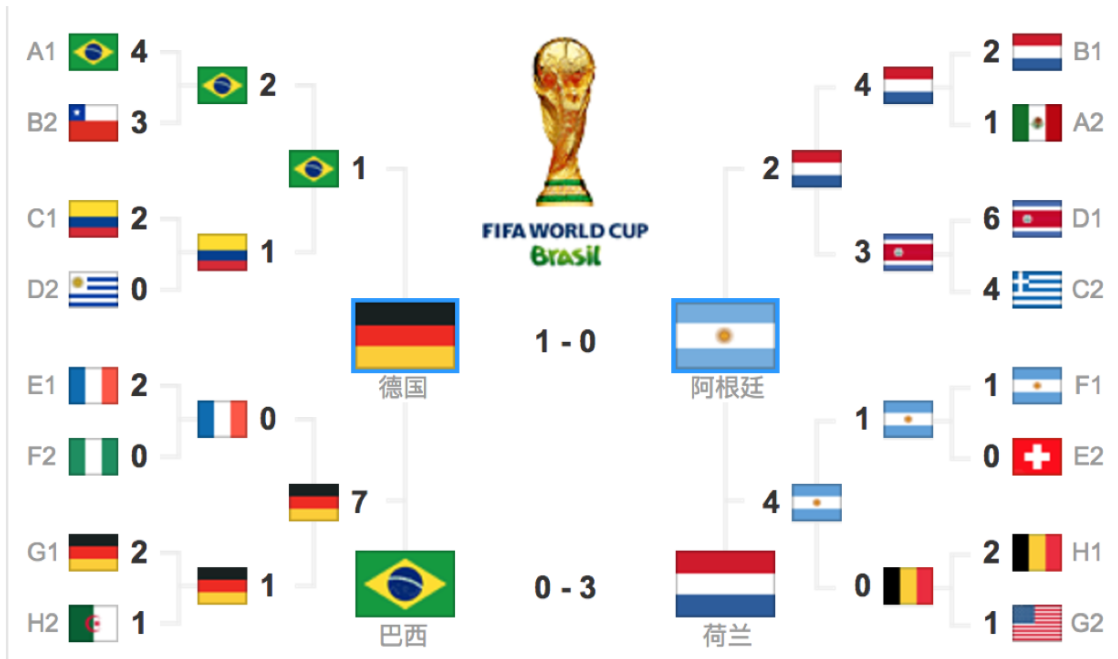 A1 4
2
B2 3
1
C1 2
1
D2 0
E1 2
0
F2 0
7
G1 2
1
H2 1
FIFA WORLD CUP
Brasil
德国
1 - 0
阿根廷
巴西
0 - 3
荷兰
2 B1
4
1 A2
2
6 D1
3
4 C2
1 F1
1
0 E2
4
2 H1
0
1 G2